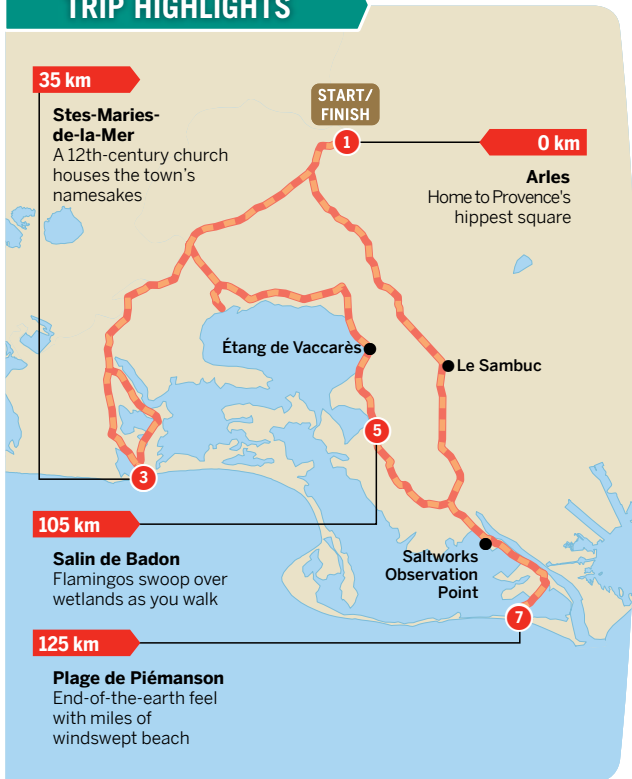 TRIP HIGHLIGHTS
35 km
Stes-Maries-
de-la-Mer
A 12th-century church
houses the town's
namesakes
START/
FINISH
1
0 km
Arles
Home to Provence's
hippest square
Étang de Vaccarès
Le Sambuc
5
3
105 km
Salin de Badon
Flamingos swoop over
wetlands as you walk
Saltworks
Observation
Point
7
125 km
Plage de Piémanson
End-of-the-earth feel
with miles of
windswept beach